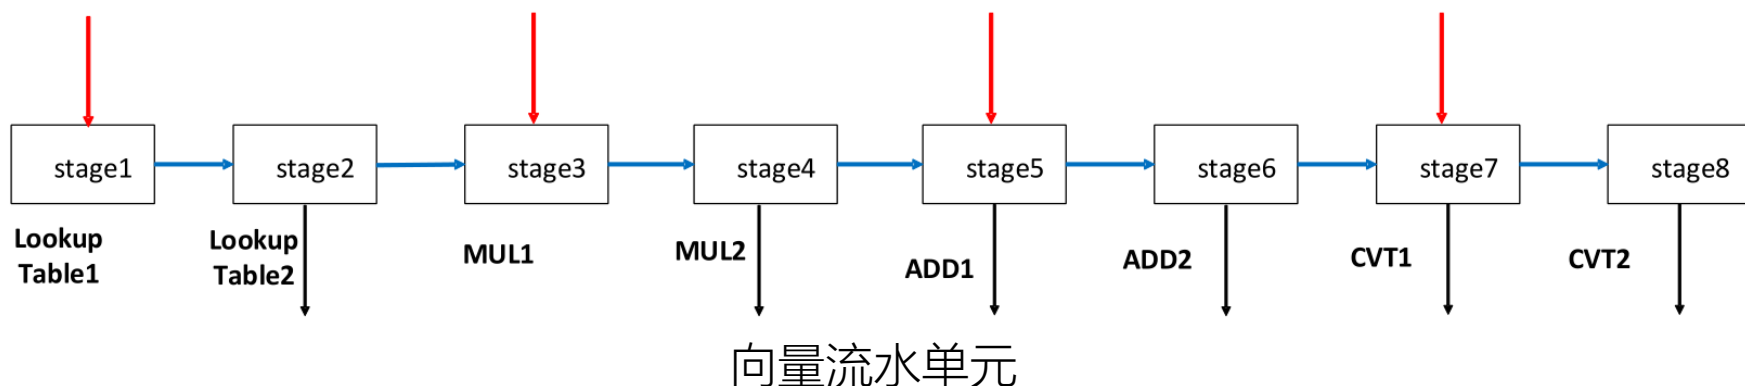 stage1
stage2
stage3
stage4
stage5
stage6
stage7
stage8
Lookup
Table1
Lookup
Table2
MUL1
MUL2
ADD1
ADD2
CVT1
CVT2
向量流水单元